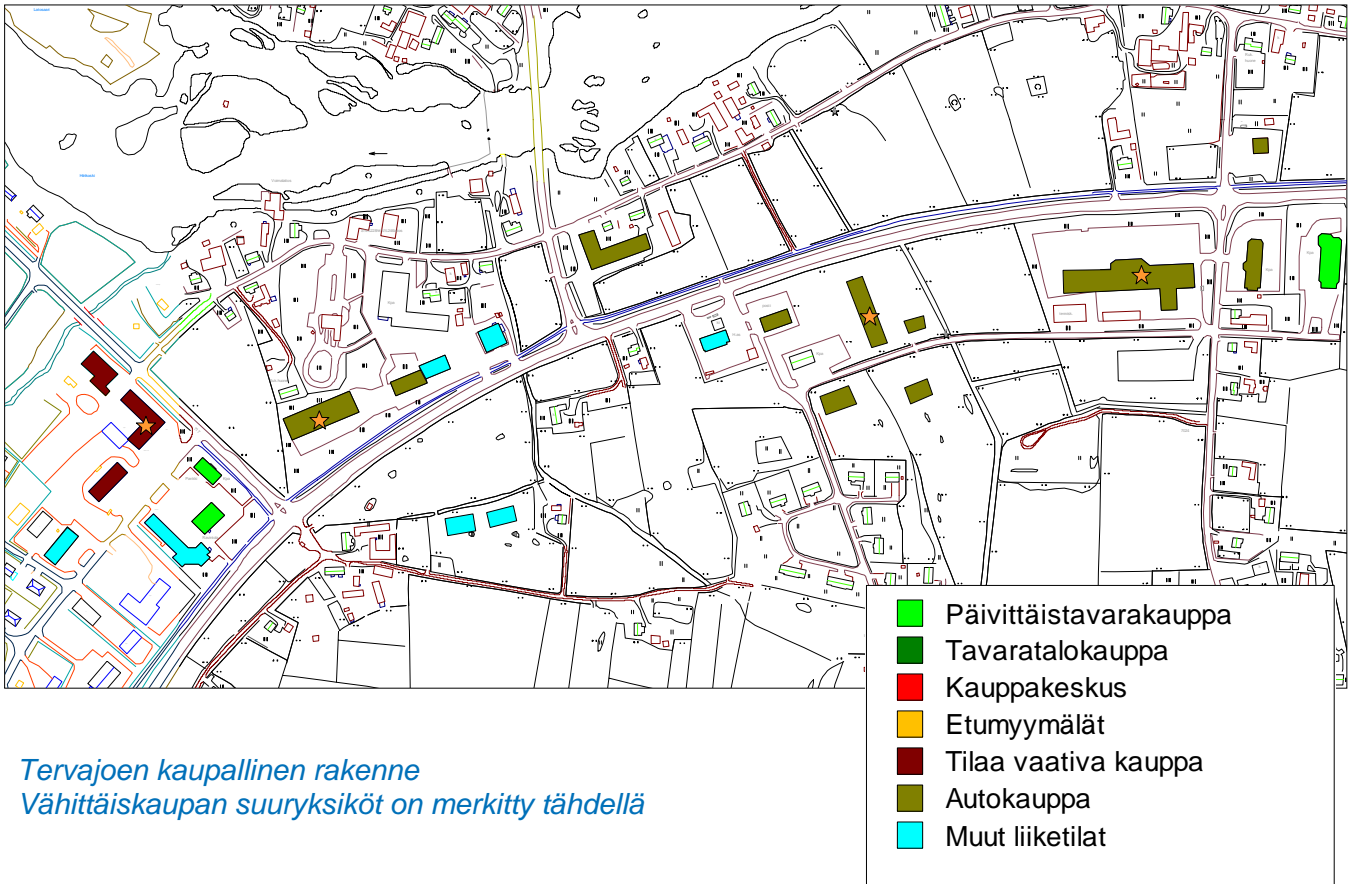 Päivittäistavarakauppa
Tavaratalokauppa
Kauppakeskus
Etumyymälät
Tilaa vaativa kauppa
Autokauppa
Muut liiketilat
Tervajoen kaupallinen rakenne
Vähittäiskaupan suuryksiköt on merkitty tähdellä